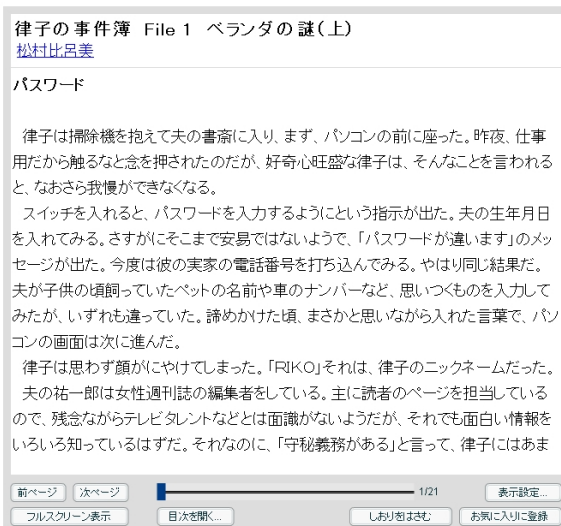 律子の事件簿 File 1 ベランダの謎(上)
松村比呂美
パスワード
律子は掃除機を抱えて夫の書斎に入り、まず、パソコンの前に座った。昨夜、仕事
用だから触るなと念を押されたのだが、好奇心旺盛な律子は、そんなことを言われる
と、なおさら我慢ができなくなる。
スイッチを入れると、パスワードを入力するようにという指示が出た。夫の生年月日
を入れてみる。さすがにそこまで安易ではないようで、「パスワードが違います」のメッ
セージが出た。今度は彼の実家の電話番号を打ち込んでみる。やはり同じ結果だ。
夫が子供の頃飼っていたペットの名前や車のナンバーなど、思いつくものを入力して
みたが、いずれも違っていた。諦めかけた頃、まさかと思いながら入れた言葉で、パソ
コンの画面は次に進んだ。
律子は思わず顔がにやけてしまった。「RIKO」それは、律子のニックネームだった。
夫の祐一郎は女性週刊誌の編集者をしている。主に読者のページを担当している
ので、残念ながらテレビタレントなどとは面識がないようだが、それでも面白い情報を
いろいろ知っているはずだ。それなのに、「守秘義務がある」と言って、律子にはあま
前ページ 次ページ 1/21 表示設定...
フルスクリーン表示 目次を開く... しおりをはさむ お気に入りに登録